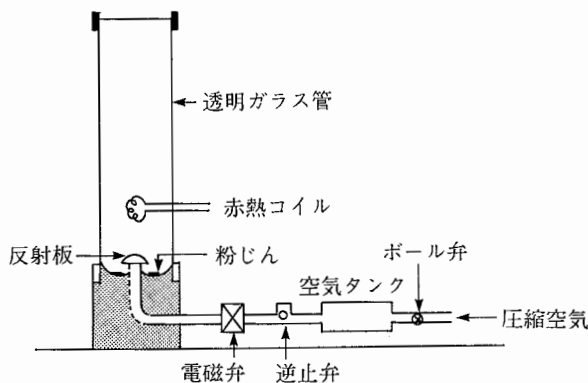 透明ガラス管
赤熱コイル
反射板
粉じん
ボール弁
空気タンク
圧縮空気
電磁弁
逆止弁